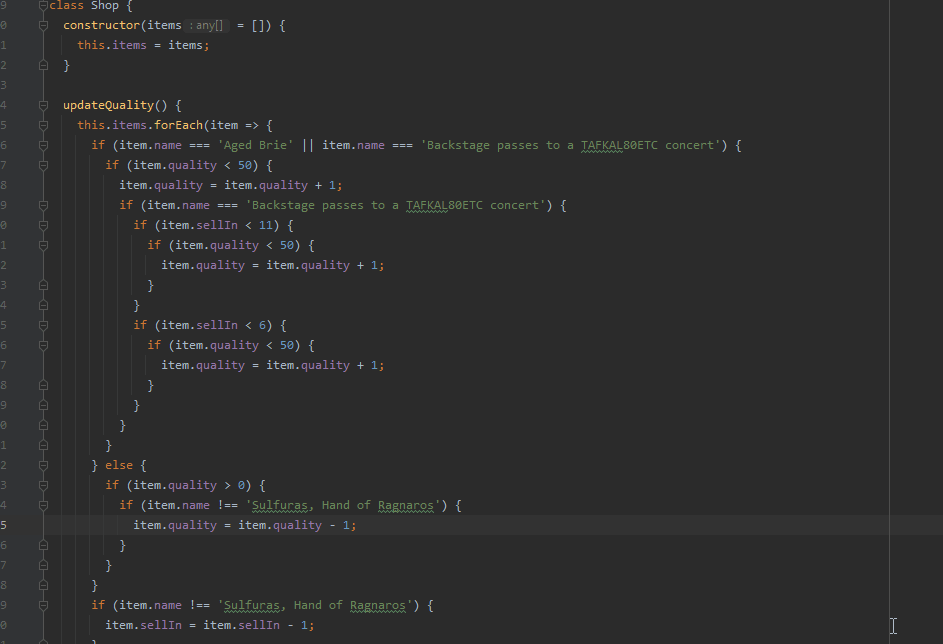 9 class Shop {
0 constructor(items : any[] = []) {
1 this.items = items;
2 }
3
4 updateQuality() {
5 this.items.forEach(item => {
6 if (item.name === 'Aged Brie' || item.name === 'Backstage passes to a TAFKAL80ETC concert') {
7 if (item.quality < 50) {
8 item.quality = item.quality + 1;
9 if (item.name === 'Backstage passes to a TAFKAL80ETC concert') {
0 if (item.sellIn < 11) {
1 if (item.quality < 50) {
2 item.quality = item.quality + 1;
3 }
4 }
5 if (item.sellIn < 6) {
6 if (item.quality < 50) {
7 item.quality = item.quality + 1;
8 }
9 }
0 }
1 }
2 } else {
3 if (item.quality > 0) {
4 if (item.name !== 'Sulfuras, Hand of Ragnaros') {
5 item.quality = item.quality - 1;
6 }
7 }
8 }
9 if (item.name !== 'Sulfuras, Hand of Ragnaros') {
0 item.sellIn = item.sellIn - 1;
1 }